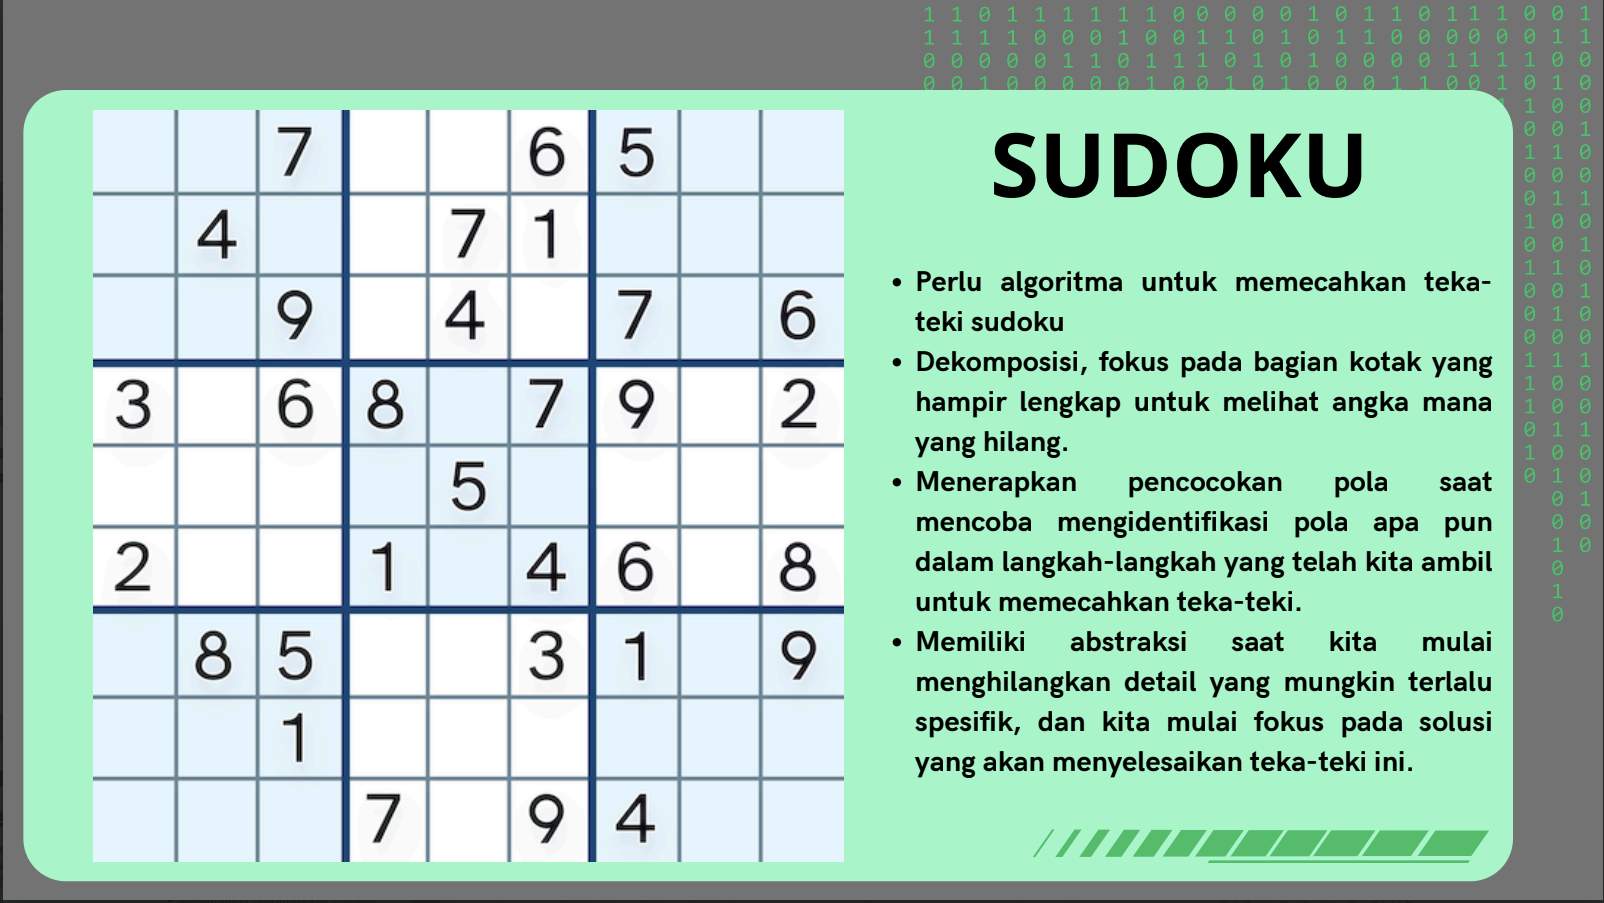 7 6 5
4 7 1
9 4 7 6
3 6 8 7 9 2
5
2 1 4 6 8
8 5 3 1 9
1
7 9 4
SUDOKU
• Perlu algoritma untuk memecahkan teka-
teki sudoku
• Dekomposisi, fokus pada bagian kotak yang
hampir lengkap untuk melihat angka mana
yang hilang.
• Menerapkan pencocokan pola saat
mencoba mengidentifikasi pola apa pun
dalam langkah-langkah yang telah kita ambil
untuk memecahkan teka-teki.
• Memiliki abstraksi saat kita mulai
menghilangkan detail yang mungkin terlalu
spesifik, dan kita mulai fokus pada solusi
yang akan menyelesaikan teka-teki ini.